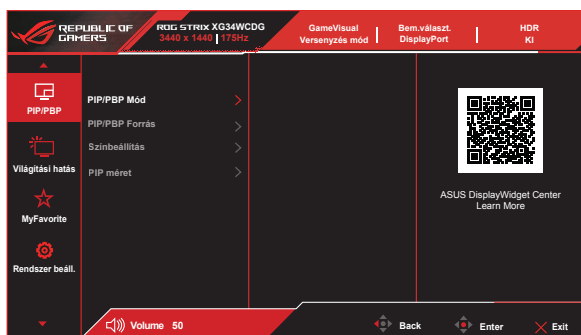 REPUBLIC OF
GAMERS
ROG STRIX XG34WCDG
3440 x 1440 175Hz
GameVisual
Versenyzés mód
Bem.választ.
DisplayPort
HDR
KI
PIP/PBP
Világítási hatás
MyFavorite
Rendszer beáll.
PIP/PBP Mód
PIP/PBP Forrás
Színbeállítás
PIP méret
ASUS DisplayWidget Center
Learn More
Volume 50
Back
Enter
Exit